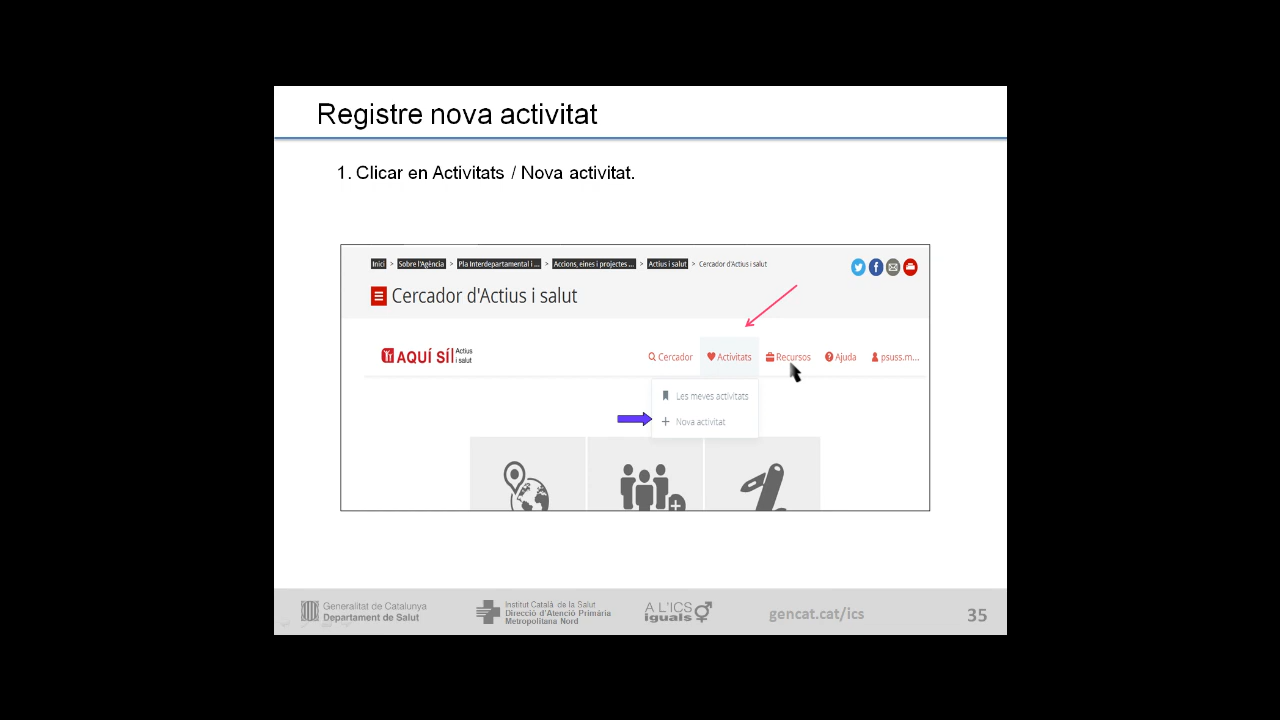 Registre nova activitat
1. Clicar en Activitats / Nova activitat.
Inici > Sobre l'Agència > Pla Interdepartamental i ... > Accions, eines i projectes ... > Actius i salut > Cercador d'Actius i salut
Cercador d'Actius i salut
AQUÍ SÍ! Actius i salut
Cercador Activitats Recursos Ajuda psuss.m...
Les meves activitats
Nova activitat
Generalitat de Catalunya
Departament de Salut
Institut Català de la Salut
Direcció d'Atenció Primària
Metropolitana Nord
A L'ICS
iguals
gencat.cat/ics
35